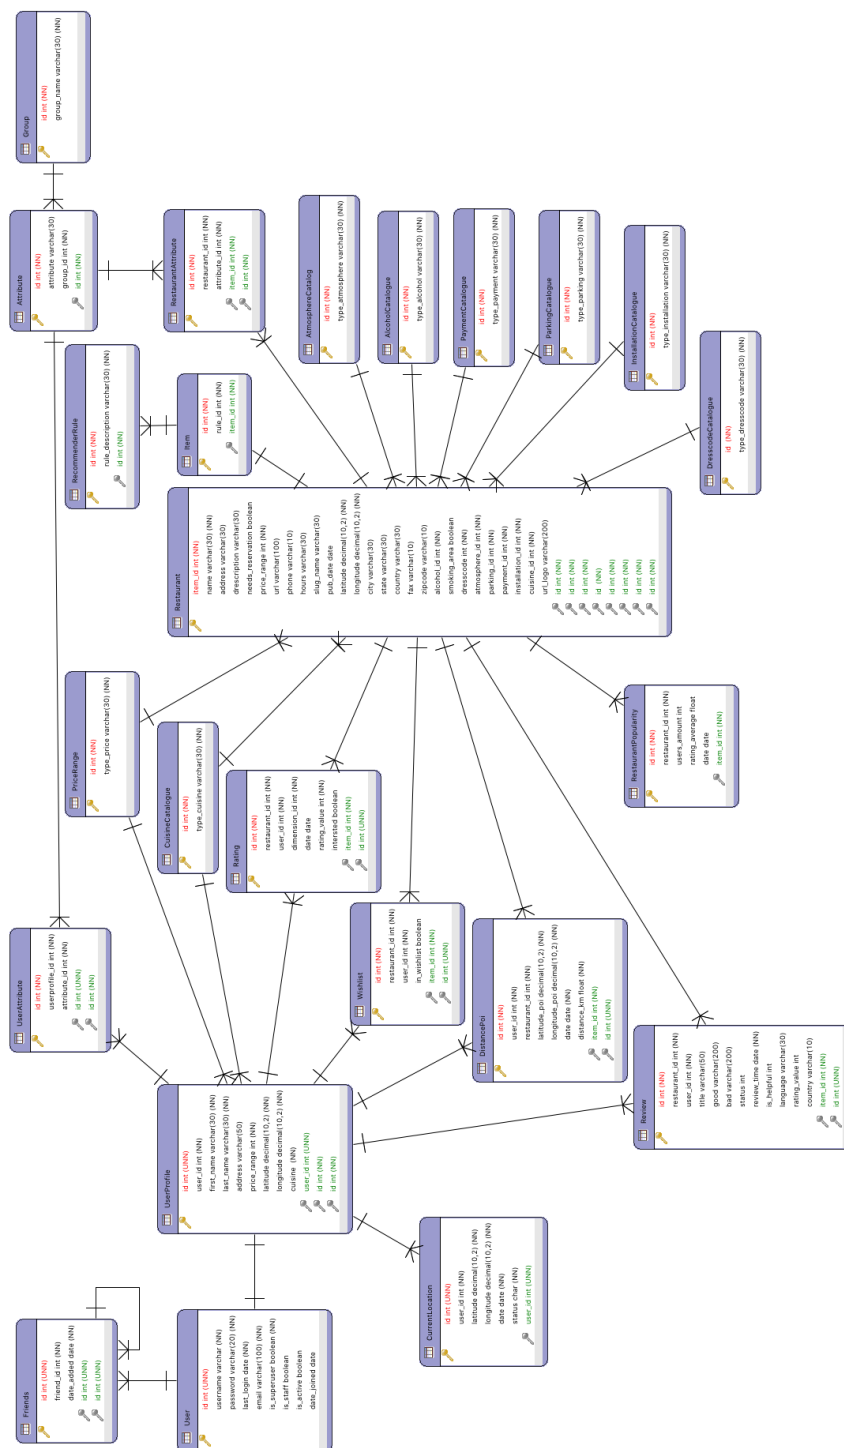 Group
id int (NN)
group_name varchar(30) (NN)
Attribute
id int (NN)
attribute varchar(30)
group_id int (NN)
id int (NN)
RestaurantAttribute
id int (NN)
restaurant_id int (NN)
attribute_id int (NN)
item_id int (NN)
id int (NN)
AtmosphereCatalog
id int (NN)
type_atmosphere varchar(30) (NN)
AlcoholCatalogue
id int (NN)
type_alcohol varchar(30) (NN)
PaymentCatalogue
id int (NN)
type_payment varchar(30) (NN)
ParkingCatalogue
id int (NN)
type_parking varchar(30) (NN)
InstallationCatalogue
id int (NN)
type_installation varchar(30) (NN)
DresscodeCatalogue
id (NN)
type_dresscode varchar(30) (NN)
RecommenderRule
id int (NN)
rule_description varchar(30) (NN)
id int (NN)
Item
id int (NN)
rule_id int (NN)
item_id int (NN)
Restaurant
item_id int (NN)
name varchar(30) (NN)
address varchar(30)
drescription varchar(30)
needs_reservation boolean
price_range int (NN)
url varchar(100)
phone varchar(10)
hours varchar(30)
slug_name varchar(30)
pub_date date
latitude decimal(10,2) (NN)
longitude decimal(10,2) (NN)
city varchar(30)
state varchar(30)
country varchar(30)
fax varchar(10)
zipcode varchar(10)
alcohol_id int (NN)
smoking_area boolean
dresscode int (NN)
atmosphere_id int (NN)
parking_id int (NN)
payment_id int (NN)
installation_id int (NN)
cuisine_id int (NN)
url_logo varchar(200)
id int (NN)
id int (NN)
id int (NN)
id (NN)
id int (NN)
id int (NN)
id int (NN)
id int (NN)
PriceRange
id int (NN)
type_price varchar(30) (NN)
CuisineCatalogue
id int (NN)
type_cuisine varchar(30) (NN)
Rating
id int (NN)
restaurant_id int (NN)
user_id int (NN)
dimension_id int (NN)
date date
rating_value int (NN)
intersted boolean
item_id int (NN)
id int (UNN)
RestaurantPopularity
id int (NN)
restaurant_id int (NN)
users_amount int
rating_average float
date date
item_id int (NN)
UserAttribute
id int (NN)
userprofile_id int (NN)
attribute_id int (NN)
id int (UNN)
id int (NN)
Wishlist
id int (NN)
restaurant_id int (NN)
user_id int (NN)
in_wishlist boolean
item_id int (NN)
id int (UNN)
DistancePoi
id int (NN)
user_id int (NN)
restaurant_id int (NN)
latitude_poi decimal(10,2) (NN)
longitude_poi decimal(10,2) (NN)
date date (NN)
distance_km float (NN)
item_id int (NN)
id int (UNN)
Review
id int (NN)
restaurant_id int (NN)
user_id int (NN)
title varchar(50)
good varchar(200)
bad varchar(200)
status int
review_time date (NN)
is_helpful int
language varchar(30)
rating_value int
country varchar(10)
item_id int (NN)
id int (UNN)
UserProfile
id int (UNN)
user_id int (NN)
first_name varchar(30) (NN)
last_name varchar(30) (NN)
address varchar(50)
price_range int (NN)
latitude decimal(10,2) (NN)
longitude decimal(10,2) (NN)
cuisine (NN)
user_id int (UNN)
id int (NN)
id int (NN)
CurrentLocation
id int (UNN)
user_id int (NN)
latitude decimal(10,2) (NN)
longitude decimal(10,2) (NN)
date date (NN)
status char (NN)
user_id int (UNN)
Friends
id int (UNN)
friend_id int (NN)
date_added date (NN)
id int (UNN)
id int (UNN)
User
id int (UNN)
username varchar (NN)
password varchar(20) (NN)
last_login date (NN)
email varchar(100) (NN)
is_superuser boolean (NN)
is_staff boolean
is_active boolean
date_joined date